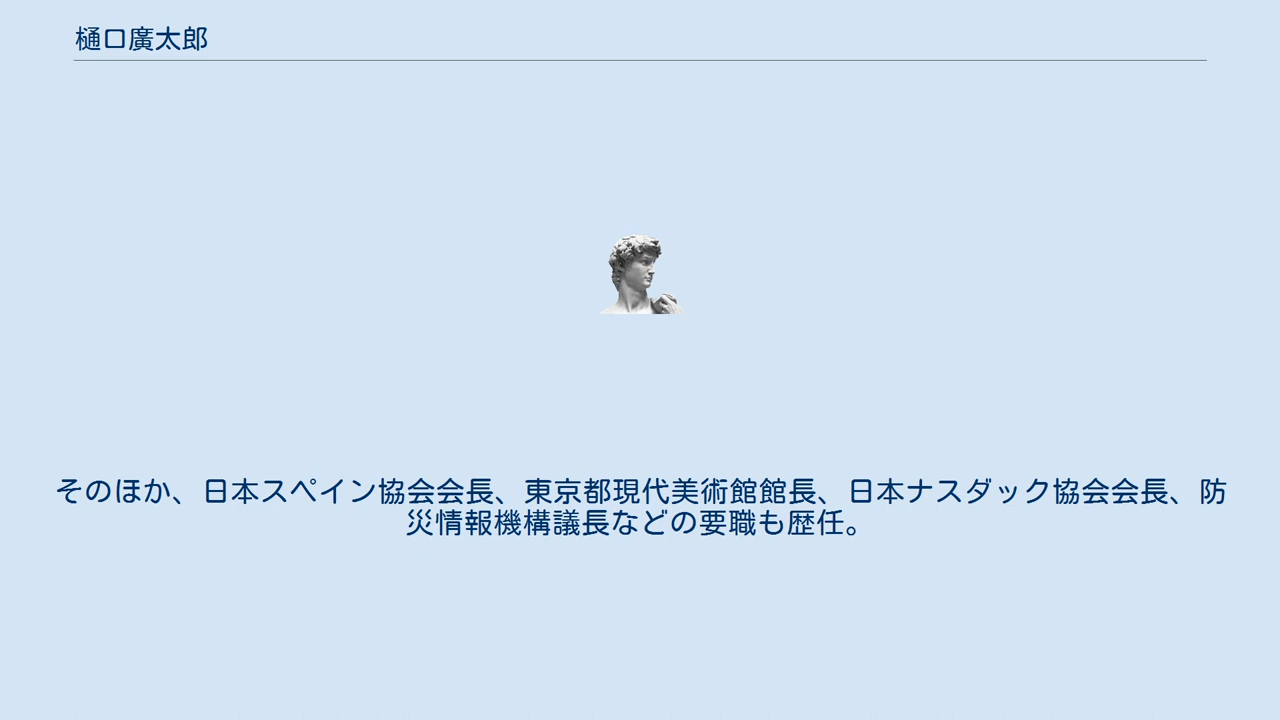 樋口廣太郎
そのほか、日本スペイン協会会長、東京都現代美術館館長、日本ナスダック協会会長、防
災情報機構議長などの要職も歴任。